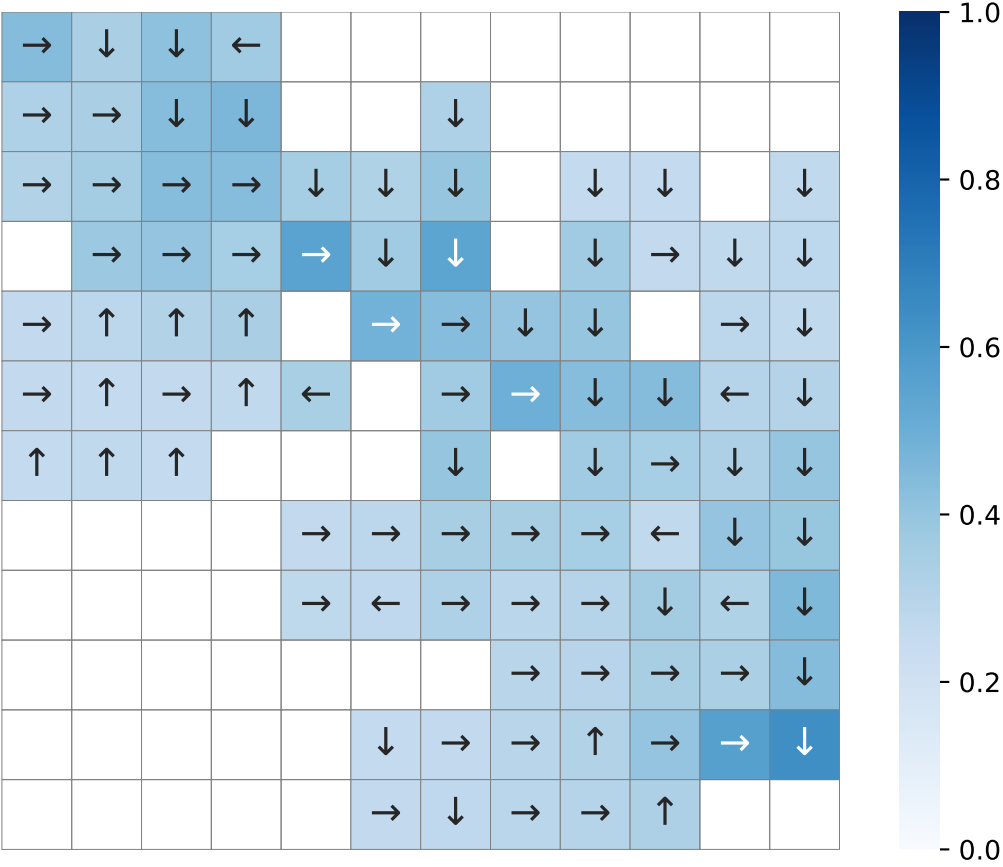 → ↓ ↓ ←
→ → ↓ ↓ ↓
→ → → → ↓ ↓ ↓ ↓ ↓ ↓
→ → → → ↓ ↓ ↓ → ↓ ↓
→ ↑ ↑ ↑ → → ↓ ↓ → ↓
→ ↑ → ↑ ← → → ↓ ↓ ← ↓
↑ ↑ ↑ ↓ ↓ → ↓ ↓
→ → → → → ← ↓ ↓
→ ← → → → ↓ ← ↓
→ → → → ↓
↓ → → ↑ → → ↓
→ ↓ → → ↑
1.0
0.8
0.6
0.4
0.2
0.0